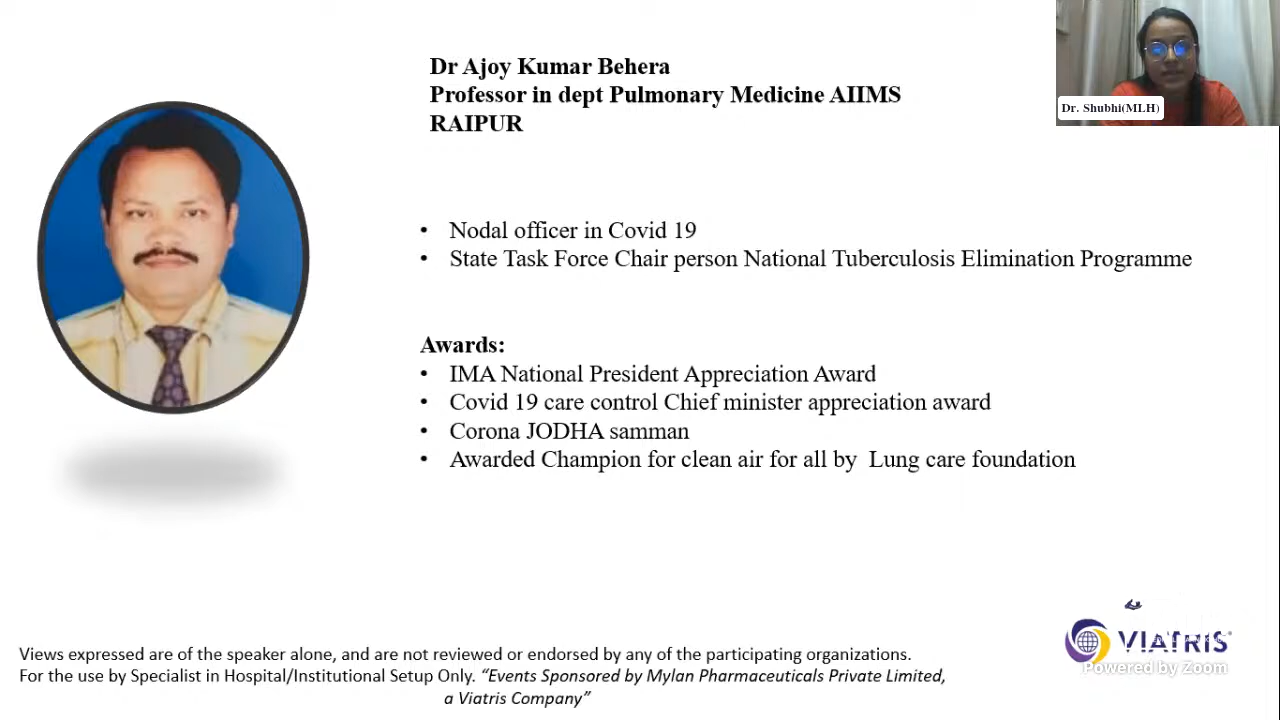 Dr Ajoy Kumar Behera
Professor in dept Pulmonary Medicine AIIMS
RAIPUR
Dr. Shubhi(MLH)
• Nodal officer in Covid 19
• State Task Force Chair person National Tuberculosis Elimination Programme
Awards:
• IMA National President Appreciation Award
• Covid 19 care control Chief minister appreciation award
• Corona JODHA samman
• Awarded Champion for clean air for all by Lung care foundation
VIATRIS
Powered by Zoom
Views expressed are of the speaker alone, and are not reviewed or endorsed by any of the participating organizations.
For the use by Specialist in Hospital/Institutional Setup Only. “Events Sponsored by Mylan Pharmaceuticals Private Limited,
a Viatris Company”